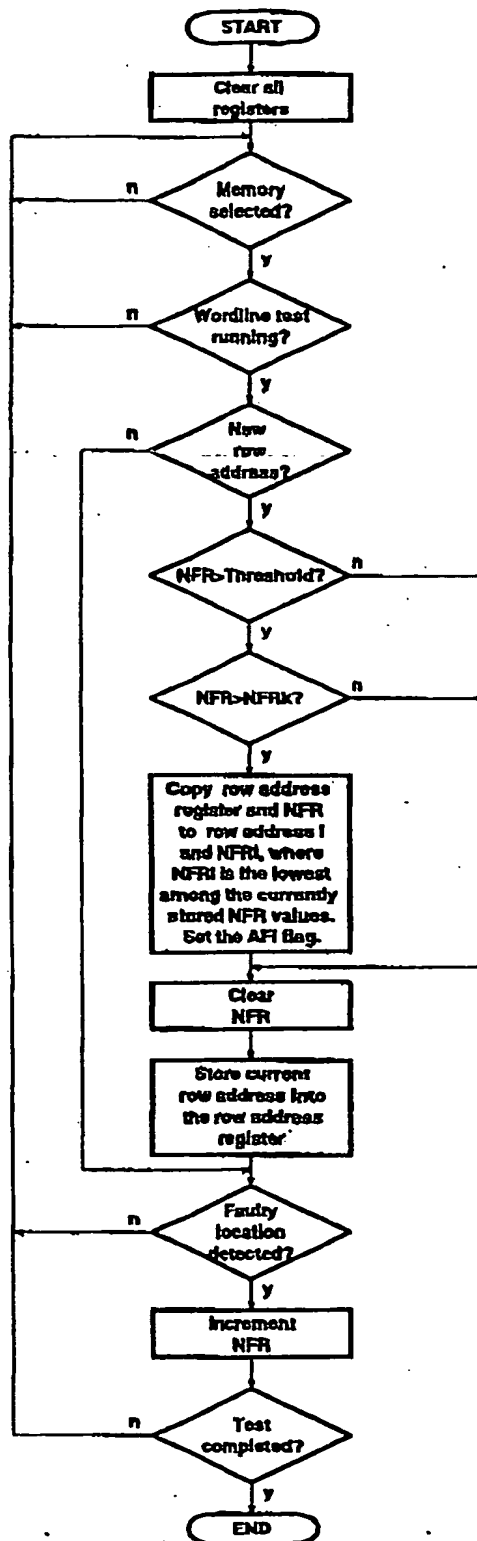 START
Clear all
registers
n
Memory
selected?
y
n
Wordline test
running?
y
n
New
row
address?
y
NFR>Threshold?
n
y
NFR>NFRk?
n
y
Copy row address
register and NFR
to row address i
and NFRi, where
NFRi is the lowest
among the currently
stored NFR values.
Set the AFi flag.
Clear
NFR
Store current
row address into
the row address
register
n
Faulty
location
detected?
y
Increment
NFR
n
Test
completed?
y
END